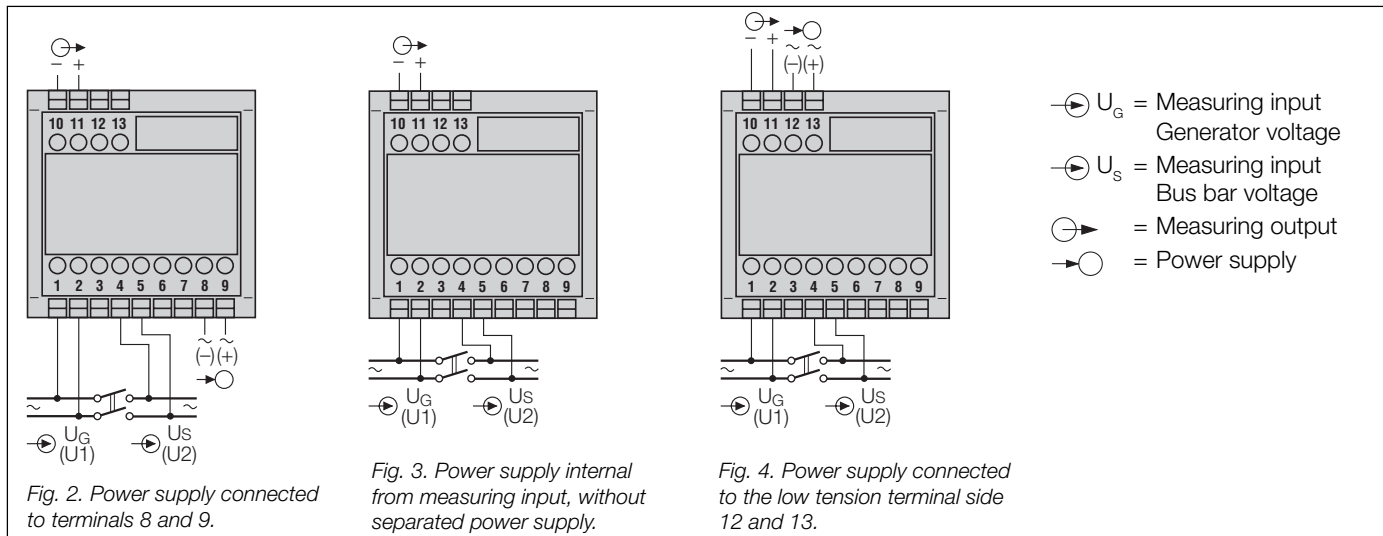 − +
10 11 12 13
1 2 3 4 5 6 7 8 9
∼ ∼
(−) (+)
∼ ∼
UG US
(U1) (U2)
Fig. 2. Power supply connected
to terminals 8 and 9.
− +
10 11 12 13
1 2 3 4 5 6 7 8 9
∼ ∼
UG US
(U1) (U2)
Fig. 3. Power supply internal
from measuring input, without
separated power supply.
− + ∼ ∼
(−) (+)
10 11 12 13
1 2 3 4 5 6 7 8 9
∼ ∼
UG US
(U1) (U2)
Fig. 4. Power supply connected
to the low tension terminal side
12 and 13.
UG = Measuring input
Generator voltage
US = Measuring input
Bus bar voltage
= Measuring output
= Power supply